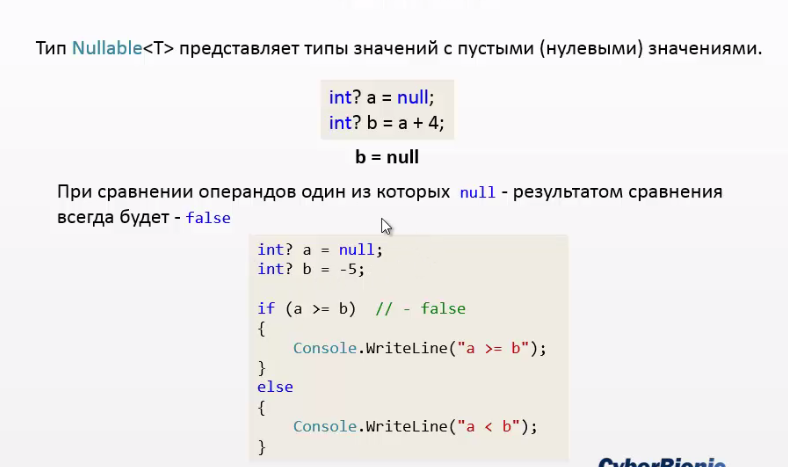 Тип Nullable<T> представляет типы значений с пустыми (нулевыми) значениями.
int? a = null;
int? b = a + 4;
b = null
При сравнении операндов один из которых null - результатом сравнения
всегда будет - false
int? a = null;
int? b = -5;
if (a >= b)  // - false
{
    Console.WriteLine("a >= b");
}
else
{
    Console.WriteLine("a < b");
}
CyberBionic